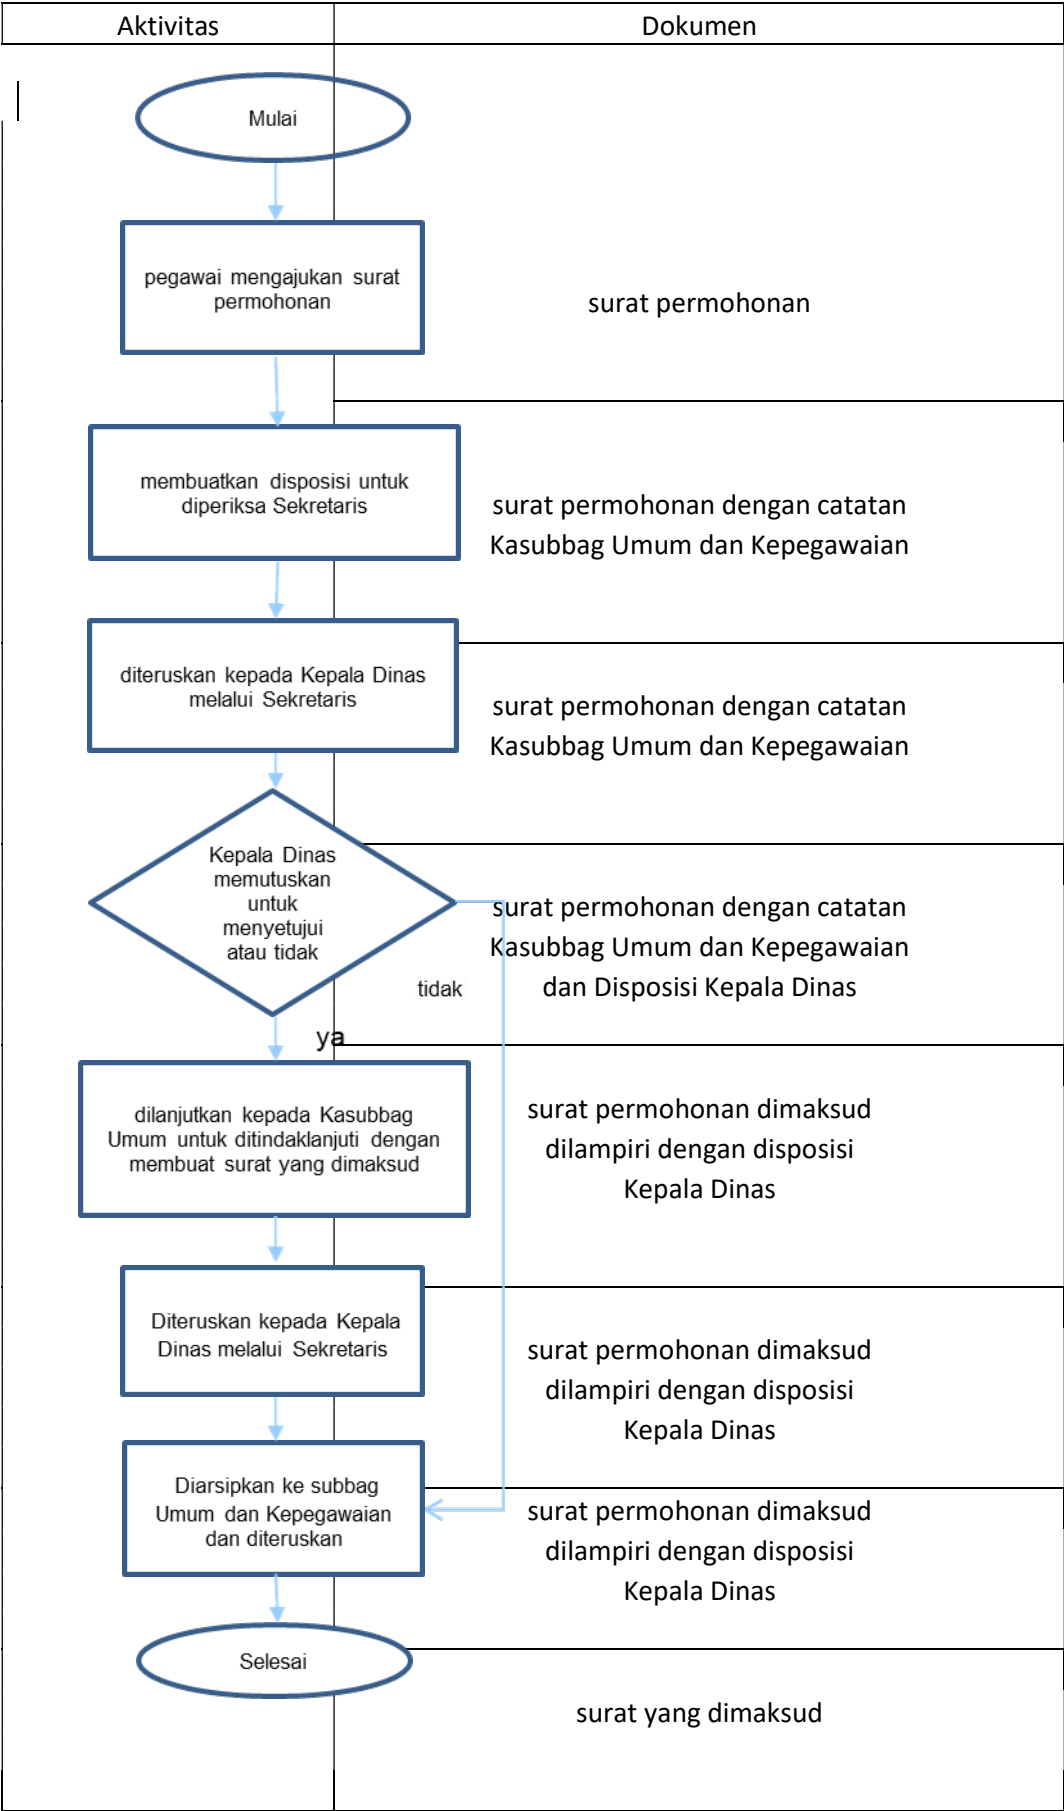 Aktivitas
Dokumen
Mulai
pegawai mengajukan surat
permohonan
surat permohonan
membuatkan disposisi untuk
diperiksa Sekretaris
surat permohonan dengan catatan
Kasubbag Umum dan Kepegawaian
diteruskan kepada Kepala Dinas
melalui Sekretaris
surat permohonan dengan catatan
Kasubbag Umum dan Kepegawaian
Kepala Dinas
memutuskan
untuk
menyetujui
atau tidak
surat permohonan dengan catatan
Kasubbag Umum dan Kepegawaian
dan Disposisi Kepala Dinas
tidak
ya
dilanjutkan kepada Kasubbag
Umum untuk ditindaklanjuti dengan
membuat surat yang dimaksud
surat permohonan dimaksud
dilampiri dengan disposisi
Kepala Dinas
Diteruskan kepada Kepala
Dinas melalui Sekretaris
surat permohonan dimaksud
dilampiri dengan disposisi
Kepala Dinas
Diarsipkan ke subbag
Umum dan Kepegawaian
dan diteruskan
surat permohonan dimaksud
dilampiri dengan disposisi
Kepala Dinas
Selesai
surat yang dimaksud